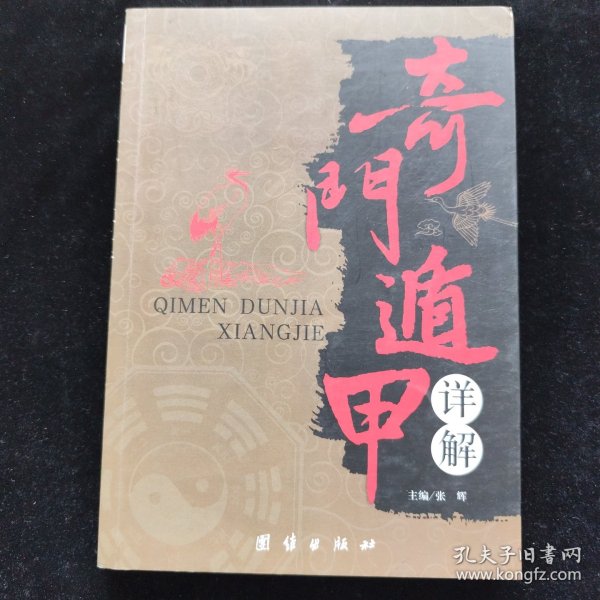 奇門遁甲
详解
QIMEN DUNJIA
XIANGJIE
主编/张 辉
团结出版社
孔夫子旧书网
www.kongfz.com